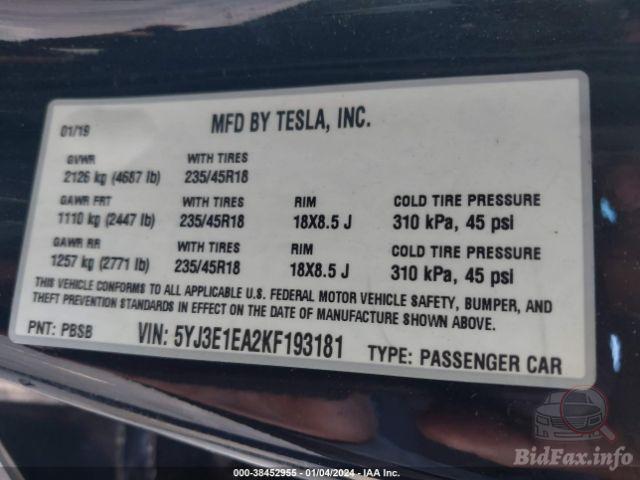 01/19 MFD BY TESLA, INC.
GVWR WITH TIRES
2126 kg (4687 lb) 235/45R18
GAWR FRT WITH TIRES RIM COLD TIRE PRESSURE
1110 kg (2447 lb) 235/45R18 18X8.5 J 310 kPa, 45 psi
GAWR RR WITH TIRES RIM COLD TIRE PRESSURE
1257 kg (2771 lb) 235/45R18 18X8.5 J 310 kPa, 45 psi
THIS VEHICLE CONFORMS TO ALL APPLICABLE U.S. FEDERAL MOTOR VEHICLE SAFETY, BUMPER, AND
THEFT PREVENTION STANDARDS IN EFFECT ON THE DATE OF MANUFACTURE SHOWN ABOVE.
PNT: PBSB VIN: 5YJ3E1EA2KF193181 TYPE: PASSENGER CAR
BidFax.info
000-38452955 - 01/04/2024 - IAA Inc.